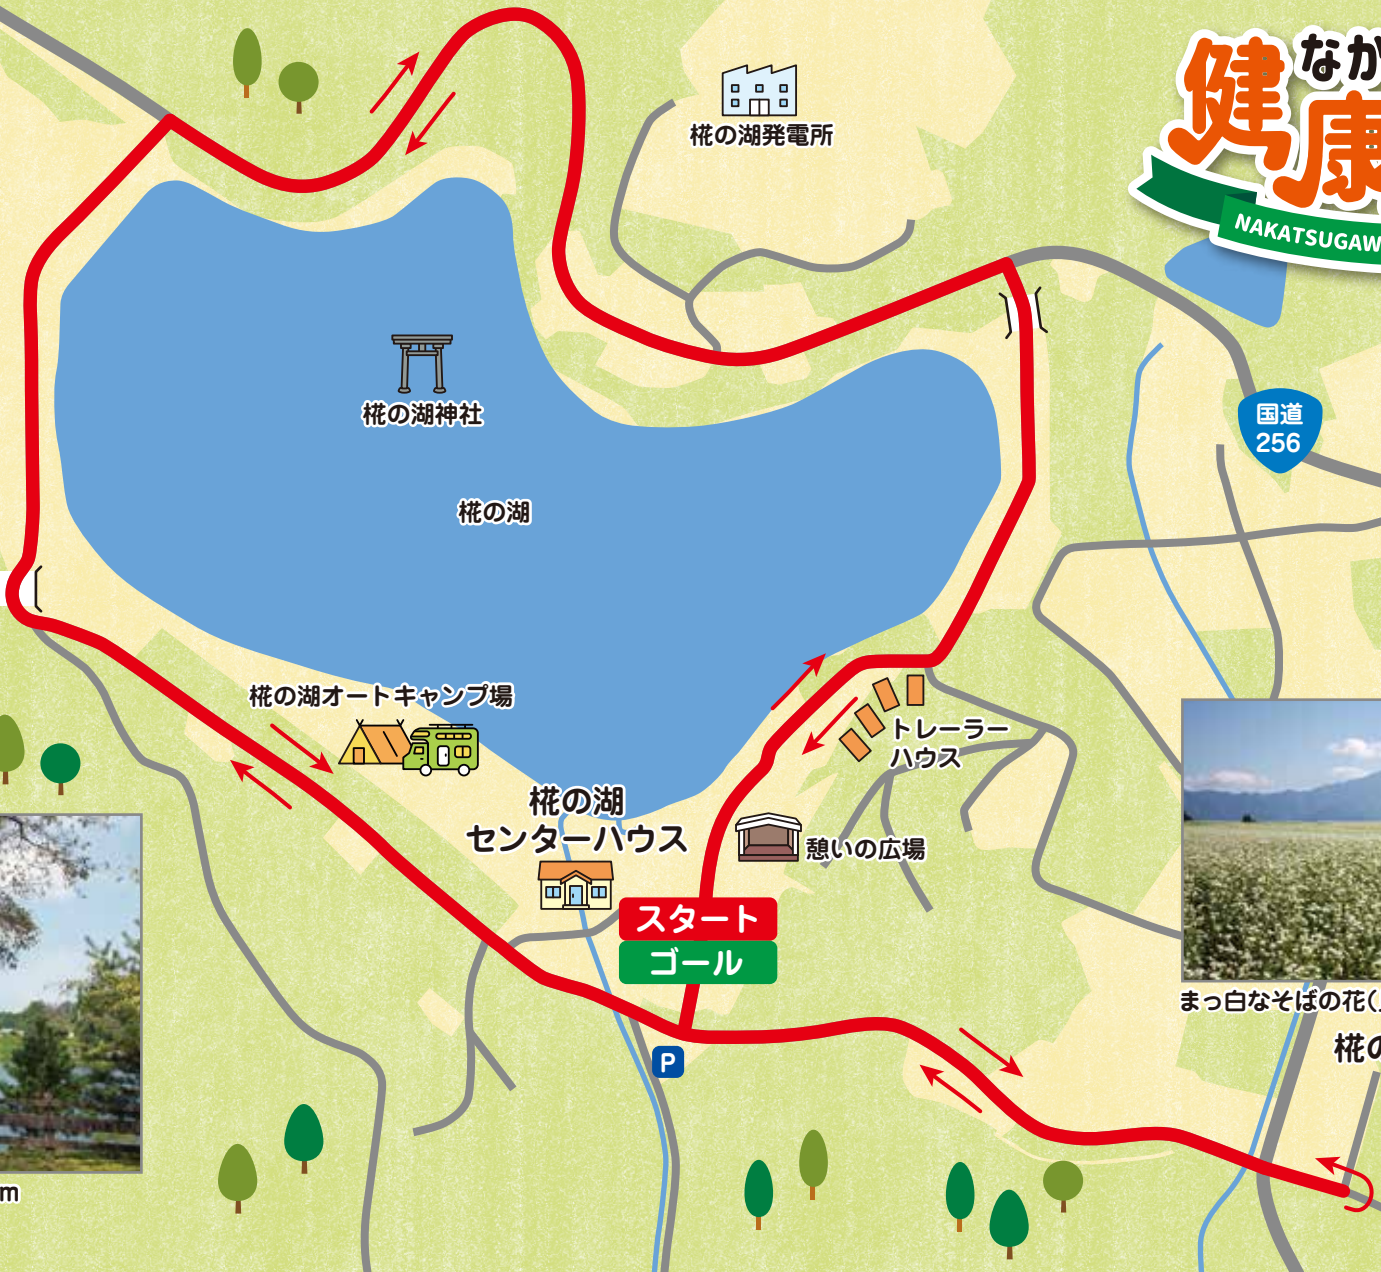 なか
健康
NAKATSUGAW
椛の湖発電所
椛の湖神社
国道
256
椛の湖
椛の湖オートキャンプ場
トレーラー
ハウス
椛の湖
センターハウス
憩いの広場
スタート
ゴール
P
まっ白なそばの花(
椛の
m